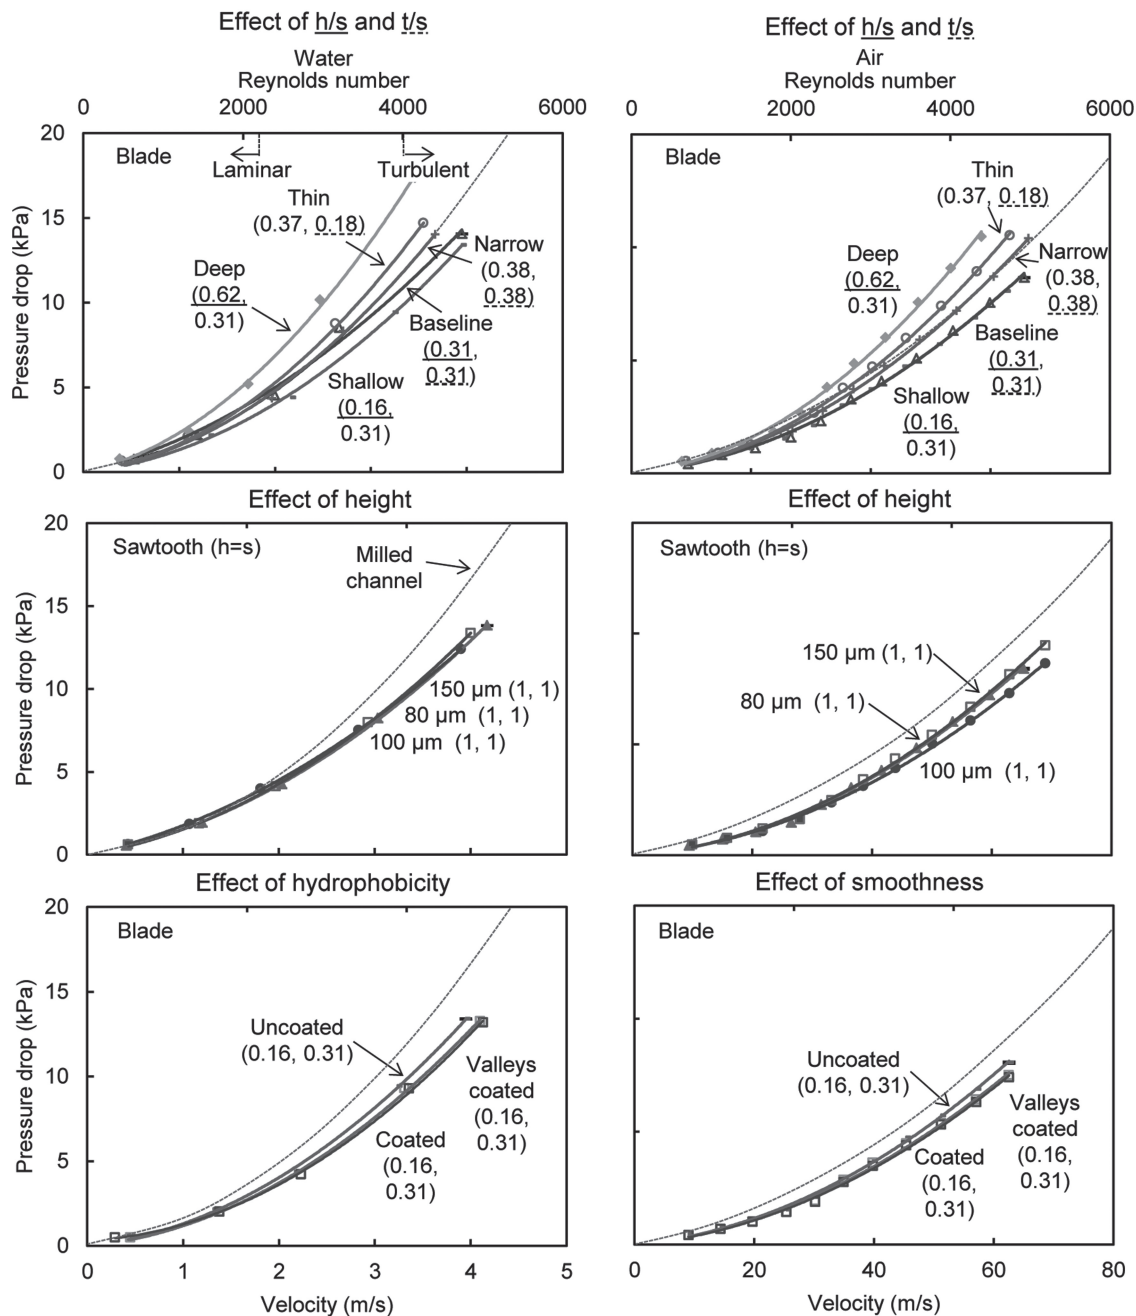 Effect of h/s and t/s
Water
Reynolds number
0 2000 4000 6000
20
15
10
5
0
Pressure drop (kPa)
Blade
Laminar
Turbulent
Thin
(0.37, 0.18)
Deep
(0.62,
0.31)
Narrow
(0.38,
0.38)
Baseline
(0.31,
0.31)
Shallow
(0.16,
0.31)
Effect of h/s and t/s
Air
Reynolds number
0 2000 4000 6000
Blade
Thin
(0.37, 0.18)
Deep
(0.62,
0.31)
Narrow
(0.38,
0.38)
Baseline
(0.31,
0.31)
Shallow
(0.16,
0.31)
Effect of height
20
15
10
5
0
Pressure drop (kPa)
Sawtooth (h=s)
Milled
channel
150 µm (1, 1)
80 µm (1, 1)
100 µm (1, 1)
Effect of height
Sawtooth (h=s)
150 µm (1, 1)
80 µm (1, 1)
100 µm (1, 1)
Effect of hydrophobicity
20
15
10
5
0
Pressure drop (kPa)
Blade
Uncoated
(0.16, 0.31)
Valleys
coated
(0.16,
0.31)
Coated
(0.16,
0.31)
0 1 2 3 4 5
Velocity (m/s)
Effect of smoothness
Blade
Uncoated
(0.16, 0.31)
Valleys
coated
(0.16,
0.31)
Coated
(0.16,
0.31)
0 20 40 60 80
Velocity (m/s)